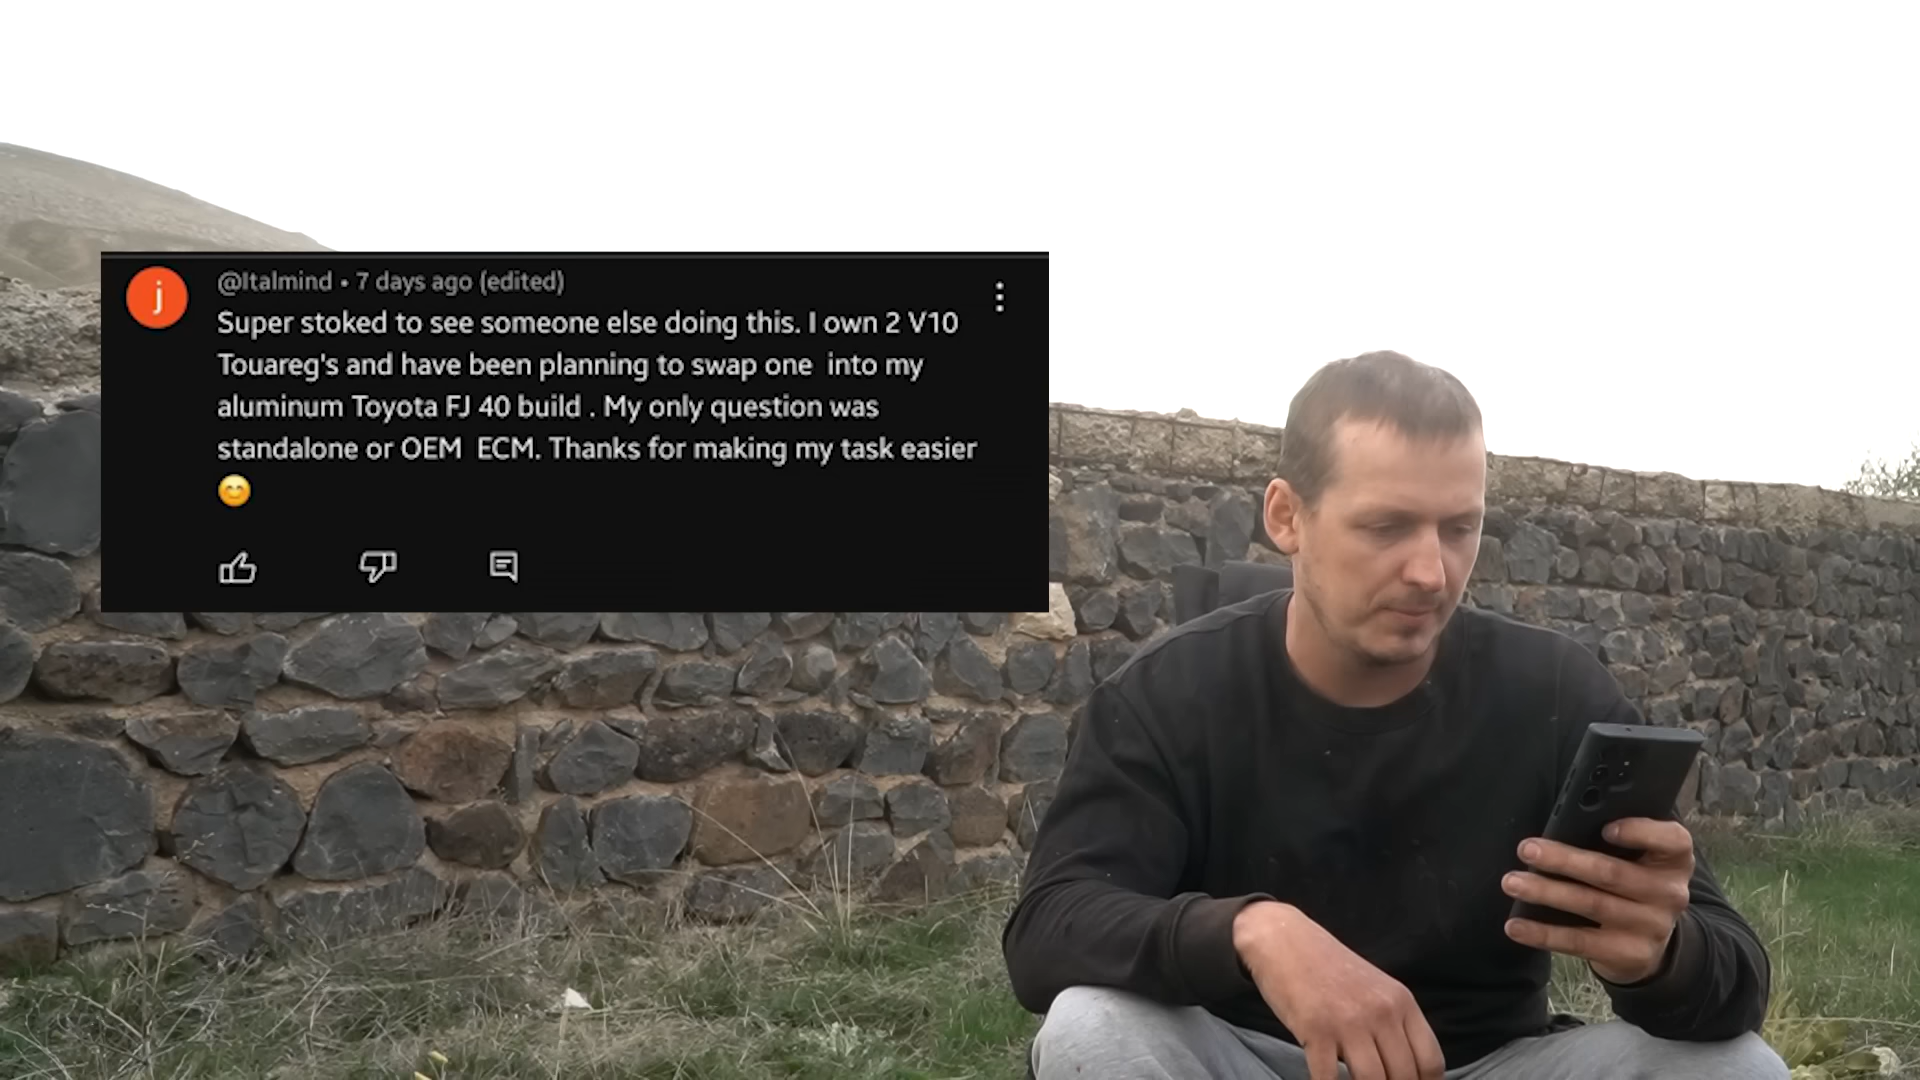 j
@Italmind • 7 days ago (edited)
Super stoked to see someone else doing this. I own 2 V10
Touareg's and have been planning to swap one  into my
aluminum Toyota FJ 40 build . My only question was
standalone or OEM  ECM. Thanks for making my task easier
😊